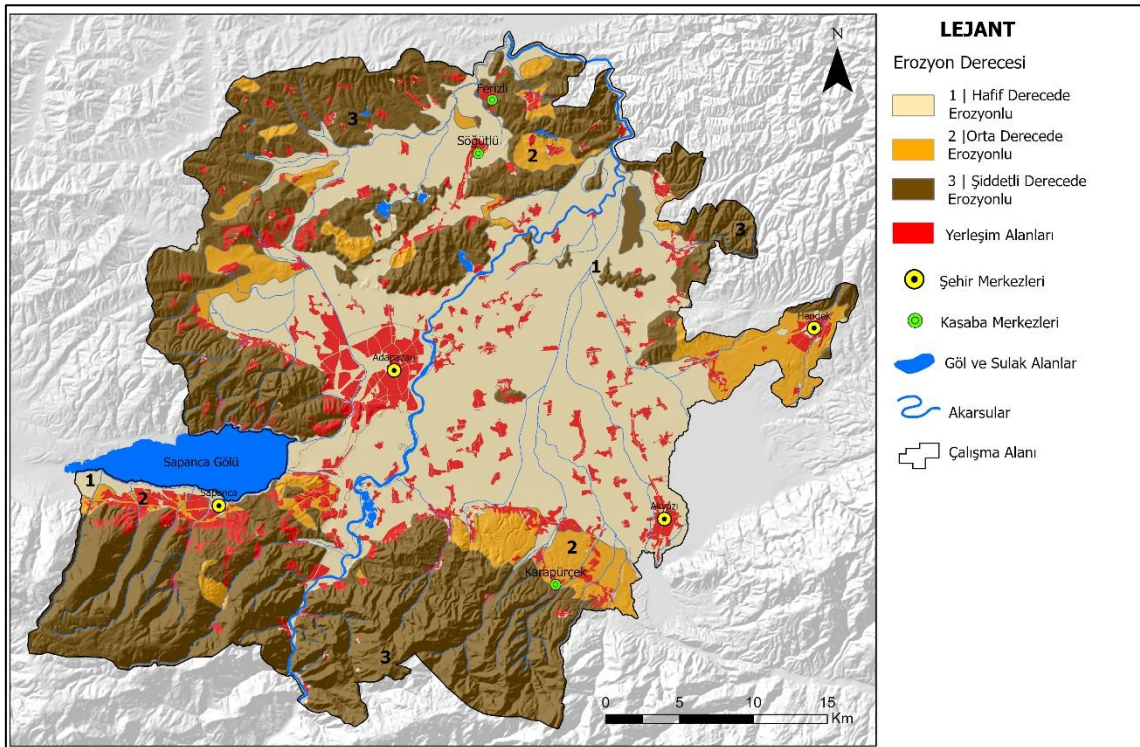 N
Ferizli
3
Söğütlü
2
3
1
Hendek
Adapazarı
Sapanca Gölü
1
2
Sapanca
Akyazı
2
Karapürçek
3
0 5 10 15
Km
LEJANT
Erozyon Derecesi
1 | Hafif Derecede
Erozyonlu
2 |Orta Derecede
Erozyonlu
3 | Şiddetli Derecede
Erozyonlu
Yerleşim Alanları
Şehir Merkezleri
Kasaba Merkezleri
Göl ve Sulak Alanlar
Akarsular
Çalışma Alanı